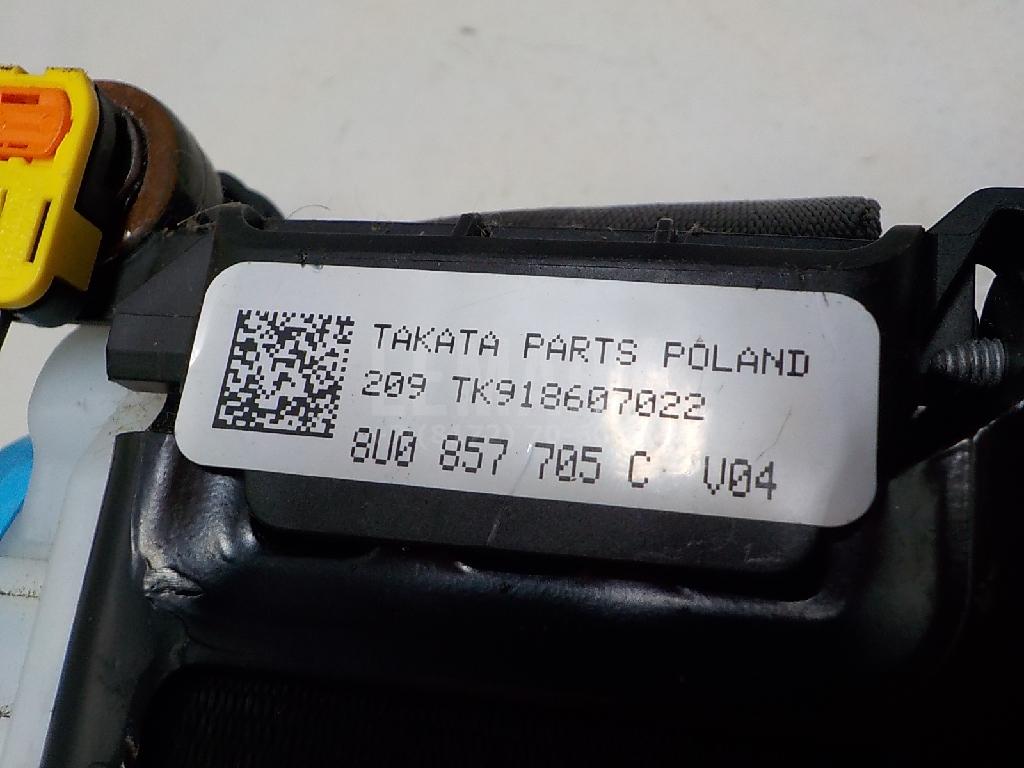 TAKATA PARTS POLAND
209 TK918607022
8U0 857 705 C V04